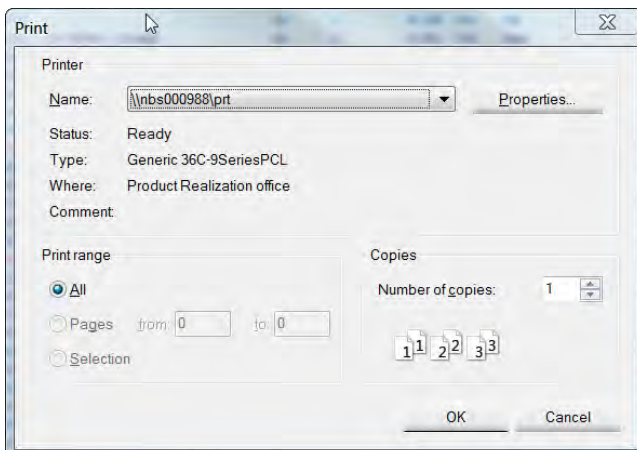 Print
Printer
Name: \\nbs000988\prt Properties...
Status: Ready
Type: Generic 36C-9SeriesPCL
Where: Product Realization office
Comment:
Print range
All
Pages from: 0 to: 0
Selection
Copies
Number of copies: 1
1 1 2 2 3 3
OK Cancel